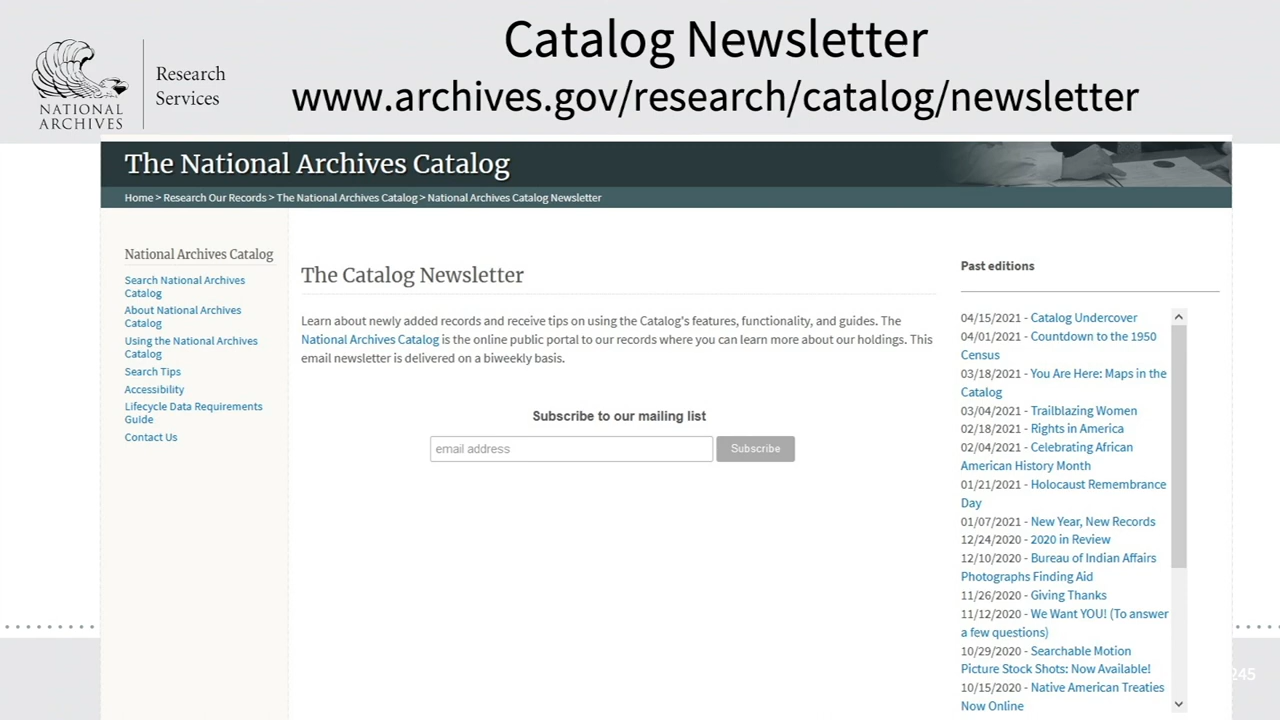 Catalog Newsletter
www.archives.gov/research/catalog/newsletter
NATIONAL
ARCHIVES
Research
Services
The National Archives Catalog
Home > Research Our Records > The National Archives Catalog > National Archives Catalog Newsletter
National Archives Catalog
Search National Archives
Catalog
About National Archives
Catalog
Using the National Archives
Catalog
Search Tips
Accessibility
Lifecycle Data Requirements
Guide
Contact Us
The Catalog Newsletter
Learn about newly added records and receive tips on using the Catalog's features, functionality, and guides. The
National Archives Catalog is the online public portal to our records where you can learn more about our holdings. This
email newsletter is delivered on a biweekly basis.
Subscribe to our mailing list
email address
Subscribe
Past editions
04/15/2021 - Catalog Undercover
04/01/2021 - Countdown to the 1950
Census
03/18/2021 - You Are Here: Maps in the
Catalog
03/04/2021 - Trailblazing Women
02/18/2021 - Rights in America
02/04/2021 - Celebrating African
American History Month
01/21/2021 - Holocaust Remembrance
Day
01/07/2021 - New Year, New Records
12/24/2020 - 2020 in Review
12/10/2020 - Bureau of Indian Affairs
Photographs Finding Aid
11/26/2020 - Giving Thanks
11/12/2020 - We Want YOU! (To answer
a few questions)
10/29/2020 - Searchable Motion
Picture Stock Shots: Now Available!
10/15/2020 - Native American Treaties
Now Online
245